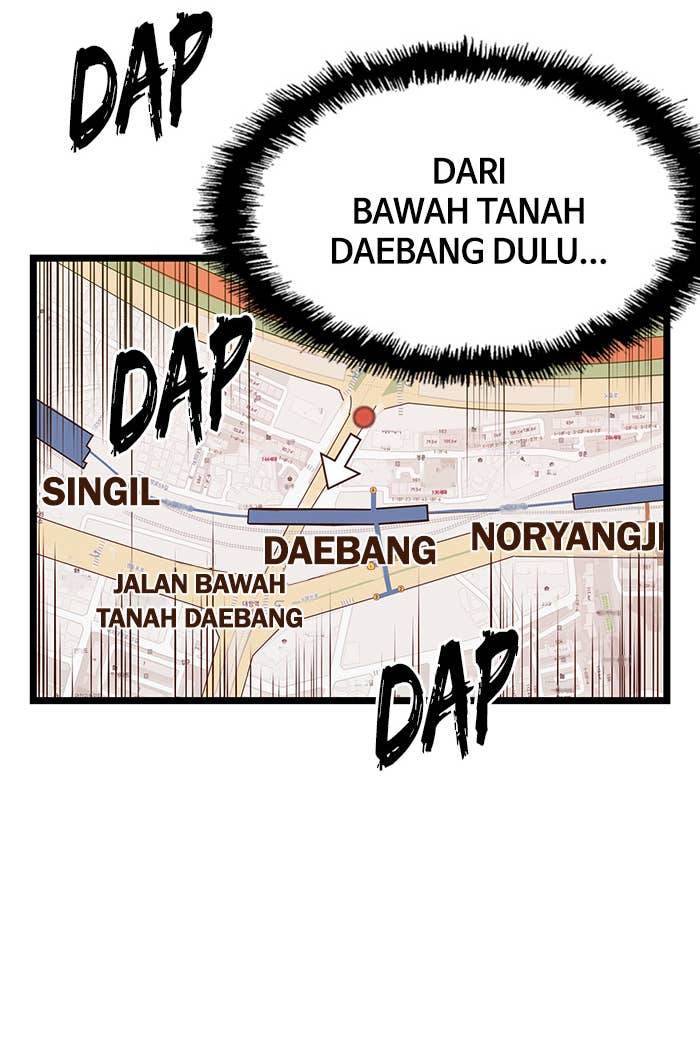 DAP
DARI
BAWAH TANAH
DAEBANG DULU...
DAP
SINGIL
DAEBANG
NORYANGJI
JALAN BAWAH
TANAH DAEBANG
DAP